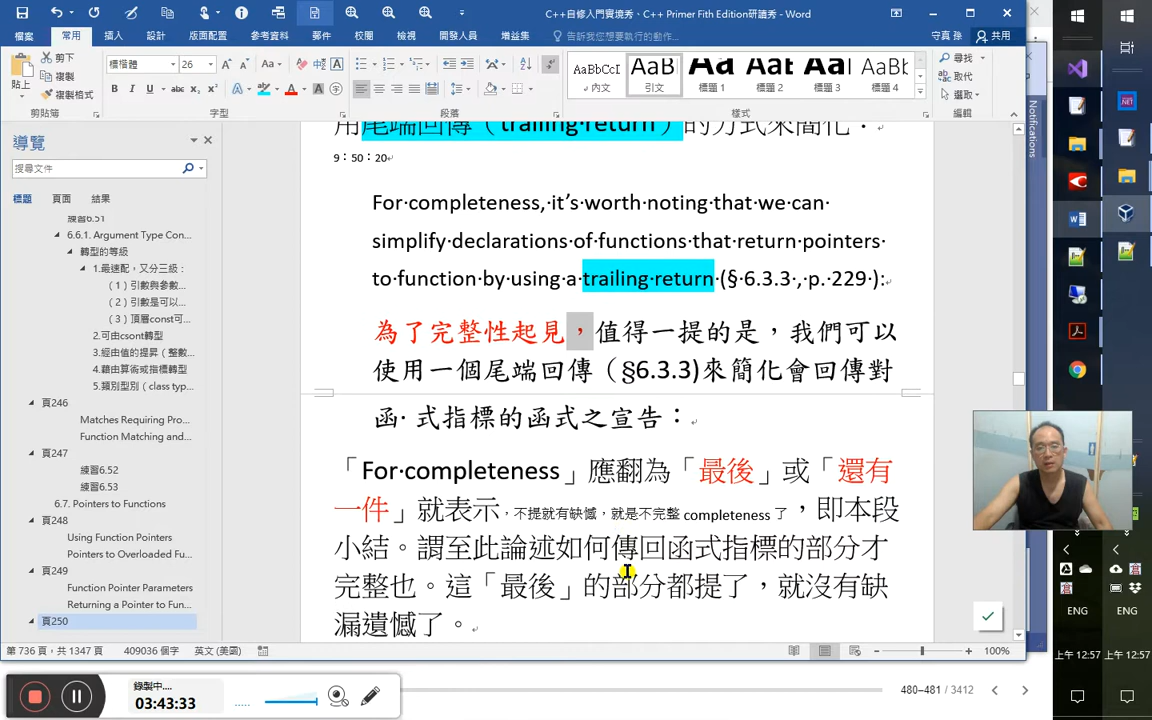 C++自修入門實境秀、C++ Primer Fith Edition研讀秀 - Word
檔案 常用 插入 設計 版面配置 參考資料 郵件 校閱 檢視 開發人員 增益集 告訴我您想要執行的動作... 守真 孫 共用
貼上 剪下 複製 複製格式
標楷體 26
AaBbCcI AaB AaB AaBb AaB AaBbC
內文 引文 標題 1 標題 2 標題 3 標題 4
尋找 取代 選取
剪貼簿 字型 段落 樣式 編輯
導覽
搜尋文件
標題 頁面 結果
練習6.51
6.6.1. Argument Type Con...
轉型的等級
1.最速配，又分三級：
（1）引數與參數...
（2）引數是可以...
（3）頂層const可...
2.可由csont轉型
3.經由值的提昇（整數...
4.藉由算術或指標轉型
5.類別型別（class typ...
頁246
Matches Requiring Pro...
Function Matching and...
頁247
練習6.52
練習6.53
6.7. Pointers to Functions
頁248
Using Function Pointers
Pointers to Overloaded...
頁249
Function Pointer Parameters
Returning a Pointer to Fun...
頁250
用尾端回傳（trailing·return）的方式來簡化．
9：50：20
For·completeness,·it’s·worth·noting·that·we·can·
simplify·declarations·of·functions·that·return·pointers·
to·function·by·using·a·trailing·return·(§·6.3.3·,·p.·229·):
為了完整性起見，值得一提的是，我們可以
使用一個尾端回傳（§6.3.3)來簡化會回傳對
函· 式指標的函式之宣告：
「For·completeness」應翻為「最後」或「還有
一件」就表示，不提就有缺憾，就是不完整 completeness 了，即本段
小結。謂至此論述如何傳回函式指標的部分才
完整也。這「最後」的部分都提了，就沒有缺
漏遺憾了。
Notifications
第 736 頁，共 1347 頁 409036 個字 英文 (美國) 100%
錄製中...
03:43:33
480–481 / 3412
ENG ENG
上午 12:57 上午 12:57